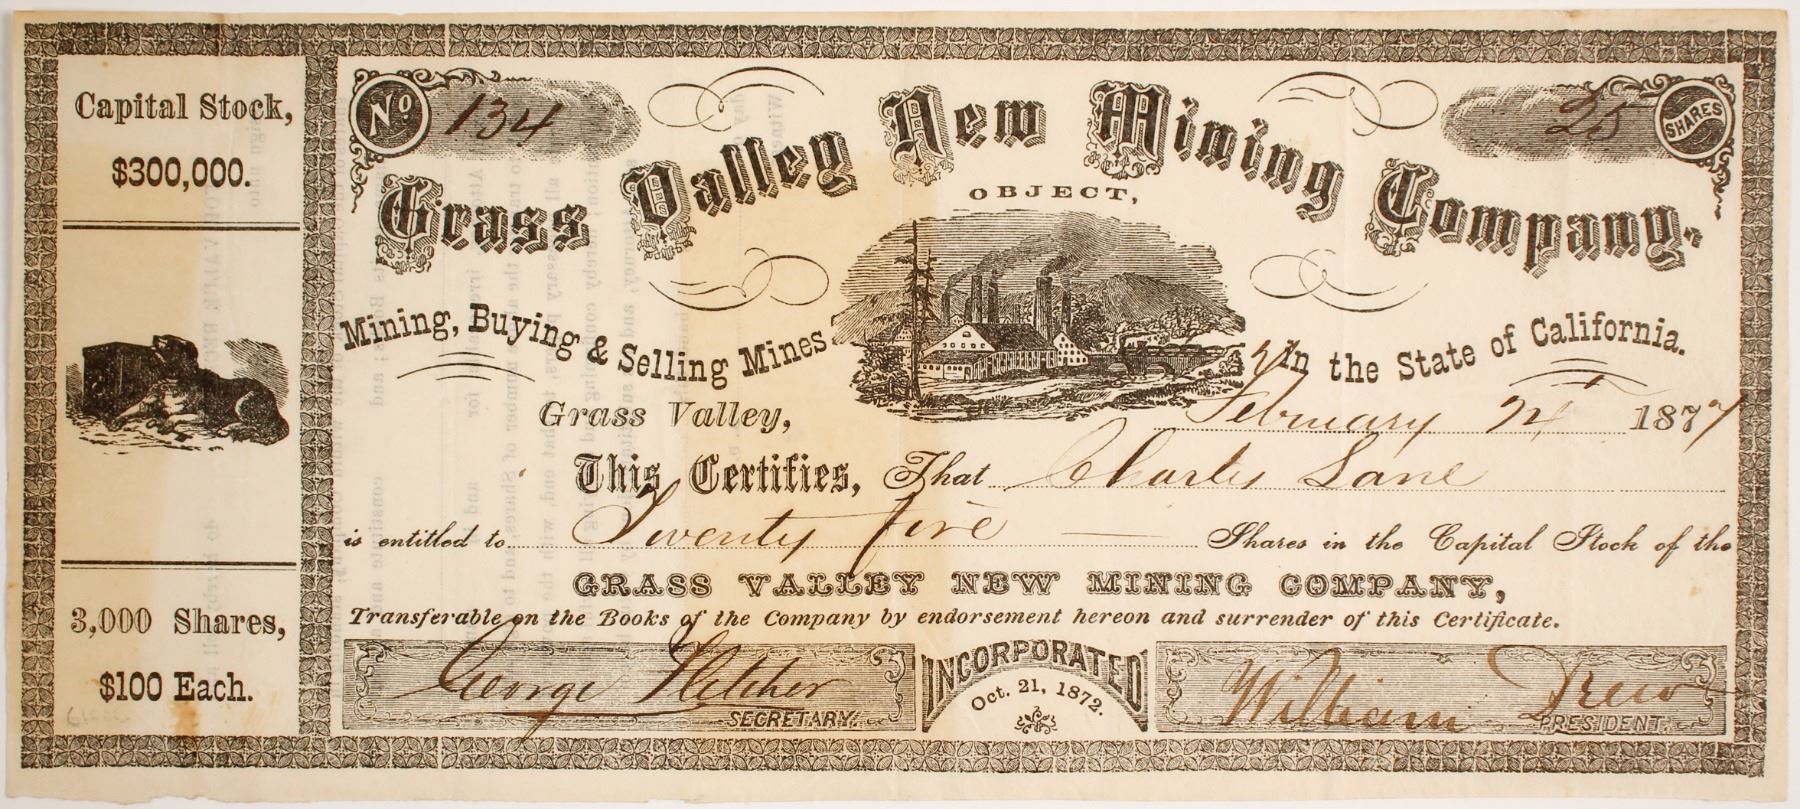 Capital Stock,
$300,000.
3,000 Shares,
$100 Each.
No 134
25 SHARES
Grass Valley New Mining Company.
OBJECT,
Mining, Buying & Selling Mines
In the State of California.
Grass Valley, February 24th 1877
This Certifies, That Charles Lane
is entitled to Twenty five — Shares in the Capital Stock of the
GRASS VALLEY NEW MINING COMPANY,
Transferable on the Books of the Company by endorsement hereon and surrender of this Certificate.
George Fletcher
SECRETARY.
INCORPORATED
Oct. 21, 1872.
William Drew
PRESIDENT.